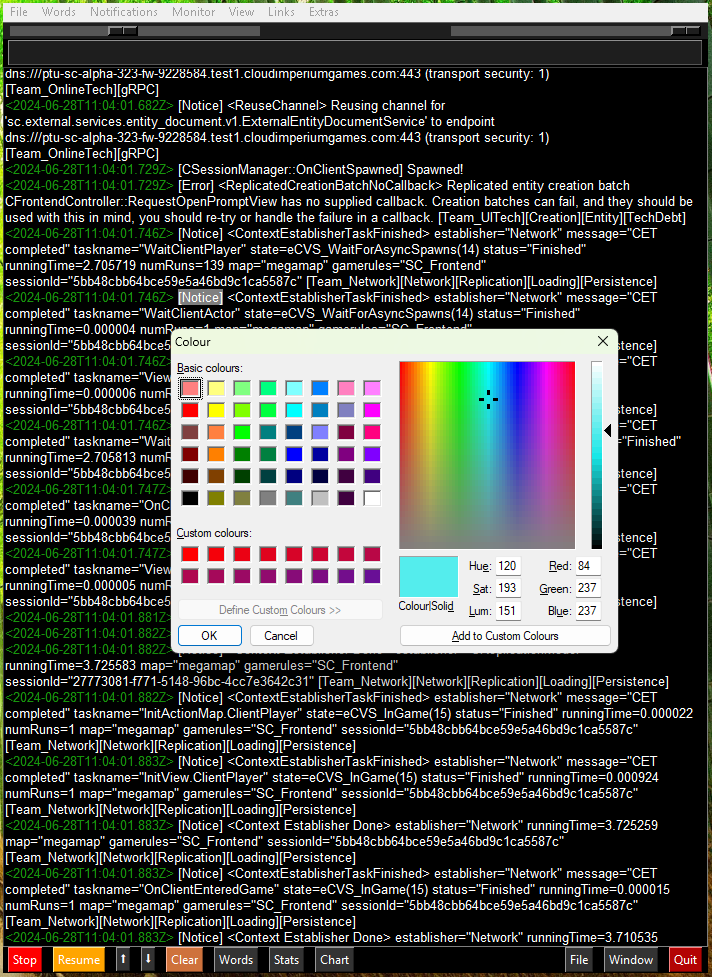 File Words Notifications Monitor View Links Extras
dns:///ptu-sc-alpha-323-fw-9228584.test1.cloudimperiumgames.com:443 (transport security: 1)
[Team_OnlineTech][gRPC]
<2024-06-28T11:04:01.682Z> [Notice] <ReuseChannel> Reusing channel for
'sc.external.services.entity_document.v1.ExternalEntityDocumentService' to endpoint
dns:///ptu-sc-alpha-323-fw-9228584.test1.cloudimperiumgames.com:443 (transport security: 1)
[Team_OnlineTech][gRPC]
<2024-06-28T11:04:01.729Z> [CSessionManager::OnClientSpawned] Spawned!
<2024-06-28T11:04:01.729Z> [Error] <ReplicatedCreationBatchNoCallback> Replicated entity creation batch
CFrontendController::RequestOpenPromptView has no supplied callback. Creation batches can fail, and they should be
used with this in mind, you should re-try or handle the failure in a callback. [Team_UITech][Creation][Entity][TechDebt]
<2024-06-28T11:04:01.746Z> [Notice] <ContextEstablisherTaskFinished> establisher="Network" message="CET
completed" taskname="WaitClientPlayer" state=eCVS_WaitForAsyncSpawns(14) status="Finished"
runningTime=2.705719 numRuns=139 map="megamap" gamerules="SC_Frontend"
sessionId="5bb48cbb64bce59e5a46bd9c1ca5587c" [Team_Network][Network][Replication][Loading][Persistence]
<2024-06-28T11:04:01.746Z> [Notice] <ContextEstablisherTaskFinished> establisher="Network" message="CET
completed" taskname="WaitClientActor" state=eCVS_WaitForAsyncSpawns(14) status="Finished"
runningTime=0.000004 numRuns=1 map="megamap" gamerules="SC_Frontend"
sessionId="5bb48cbb64bce5
<2024-06-28T11:04:01.746Z="CET
completed" taskname="View
runningTime=0.000006 numR
sessionId="5bb48cbb64bce5 ence]
<2024-06-28T11:04:01.746Z="CET
completed" taskname="Wait ="Finished"
runningTime=2.705813 numR
sessionId="5bb48cbb64bce5 ence]
<2024-06-28T11:04:01.747Z="CET
completed" taskname="OnC
runningTime=0.000039 numR
sessionId="5bb48cbb64bce5 ence]
<2024-06-28T11:04:01.747Z="CET
completed" taskname="View
runningTime=0.000005 numR
sessionId="5bb48cbb64bce5 ence]
<2024-06-28T11:04:01.881Z
<2024-06-28T11:04:01.882Z
<2024-06-28T11:04:01.882Z
Colour
Basic colours:
Custom colours:
Define Custom Colours >>
OK Cancel
Colour|Solid
Hue: 120 Red: 84
Sat: 193 Green: 237
Lum: 151 Blue: 237
Add to Custom Colours
runningTime=3.725583 map="megamap" gamerules="SC_Frontend"
sessionId="27773081-f771-5148-96bc-4cc7e3642c31" [Team_Network][Network][Replication][Loading][Persistence]
<2024-06-28T11:04:01.882Z> [Notice] <ContextEstablisherTaskFinished> establisher="Network" message="CET
completed" taskname="InitActionMap.ClientPlayer" state=eCVS_InGame(15) status="Finished" runningTime=0.000022
numRuns=1 map="megamap" gamerules="SC_Frontend" sessionId="5bb48cbb64bce59e5a46bd9c1ca5587c"
[Team_Network][Network][Replication][Loading][Persistence]
<2024-06-28T11:04:01.883Z> [Notice] <ContextEstablisherTaskFinished> establisher="Network" message="CET
completed" taskname="InitView.ClientPlayer" state=eCVS_InGame(15) status="Finished" runningTime=0.000924
numRuns=1 map="megamap" gamerules="SC_Frontend" sessionId="5bb48cbb64bce59e5a46bd9c1ca5587c"
[Team_Network][Network][Replication][Loading][Persistence]
<2024-06-28T11:04:01.883Z> [Notice] <Context Establisher Done> establisher="Network" runningTime=3.725259
map="megamap" gamerules="SC_Frontend" sessionId="5bb48cbb64bce59e5a46bd9c1ca5587c"
[Team_Network][Network][Replication][Loading][Persistence]
<2024-06-28T11:04:01.883Z> [Notice] <ContextEstablisherTaskFinished> establisher="Network" message="CET
completed" taskname="OnClientEnteredGame" state=eCVS_InGame(15) status="Finished" runningTime=0.000015
numRuns=1 map="megamap" gamerules="SC_Frontend" sessionId="5bb48cbb64bce59e5a46bd9c1ca5587c"
[Team_Network][Network][Replication][Loading][Persistence]
<2024-06-28T11:04:01.883Z> [Notice] <Context Establisher Done> establisher="Network" runningTime=3.710535
Stop Resume ⬆ ⬇ Clear Words Stats Chart File Window Quit